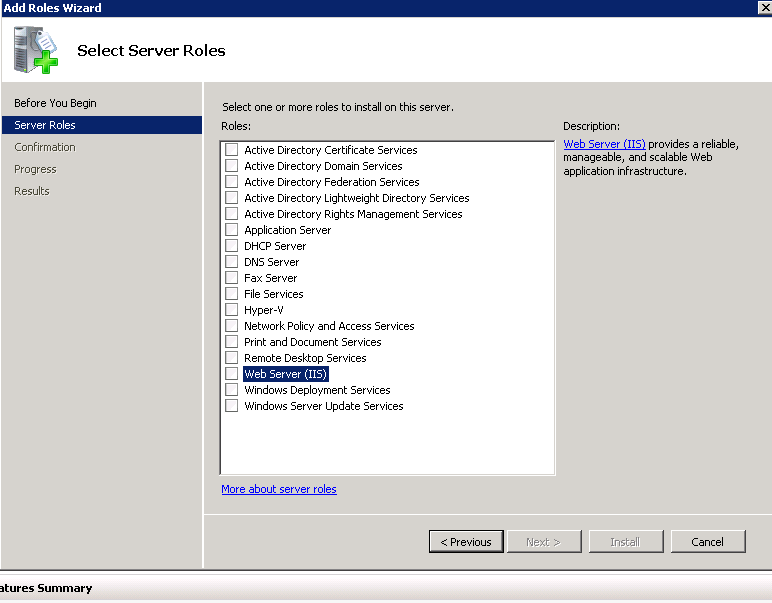 Add Roles Wizard
Select Server Roles
Before You Begin
Server Roles
Confirmation
Progress
Results
Select one or more roles to install on this server.
Roles:
Active Directory Certificate Services
Active Directory Domain Services
Active Directory Federation Services
Active Directory Lightweight Directory Services
Active Directory Rights Management Services
Application Server
DHCP Server
DNS Server
Fax Server
File Services
Hyper-V
Network Policy and Access Services
Print and Document Services
Remote Desktop Services
Web Server (IIS)
Windows Deployment Services
Windows Server Update Services
More about server roles
Description:
Web Server (IIS) provides a reliable,
manageable, and scalable Web
application infrastructure.
< Previous
Next >
Install
Cancel
atures Summary